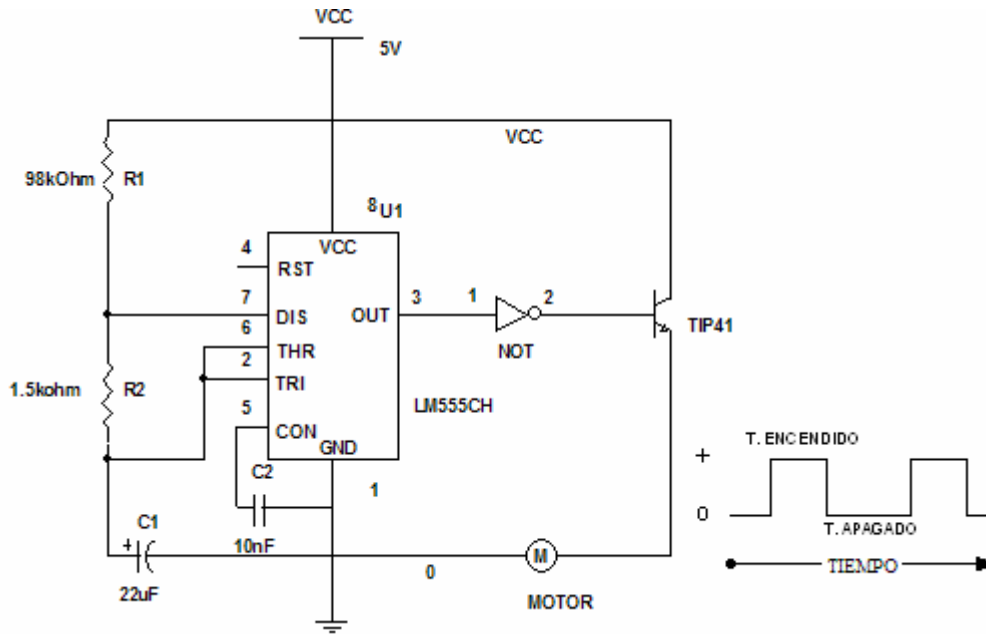 VCC
5V
VCC
98kOhm R1
8 U1
VCC
4
RST
7
DIS
OUT
3
1
2
6
THR
TIP41
NOT
2
TRI
1.5kohm R2
LM555CH
5
CON
GND
T. ENCENDIDO
+
C2
1
0
T. APAGADO
C1
+
10nF
0
M
TIEMPO
22uF
MOTOR